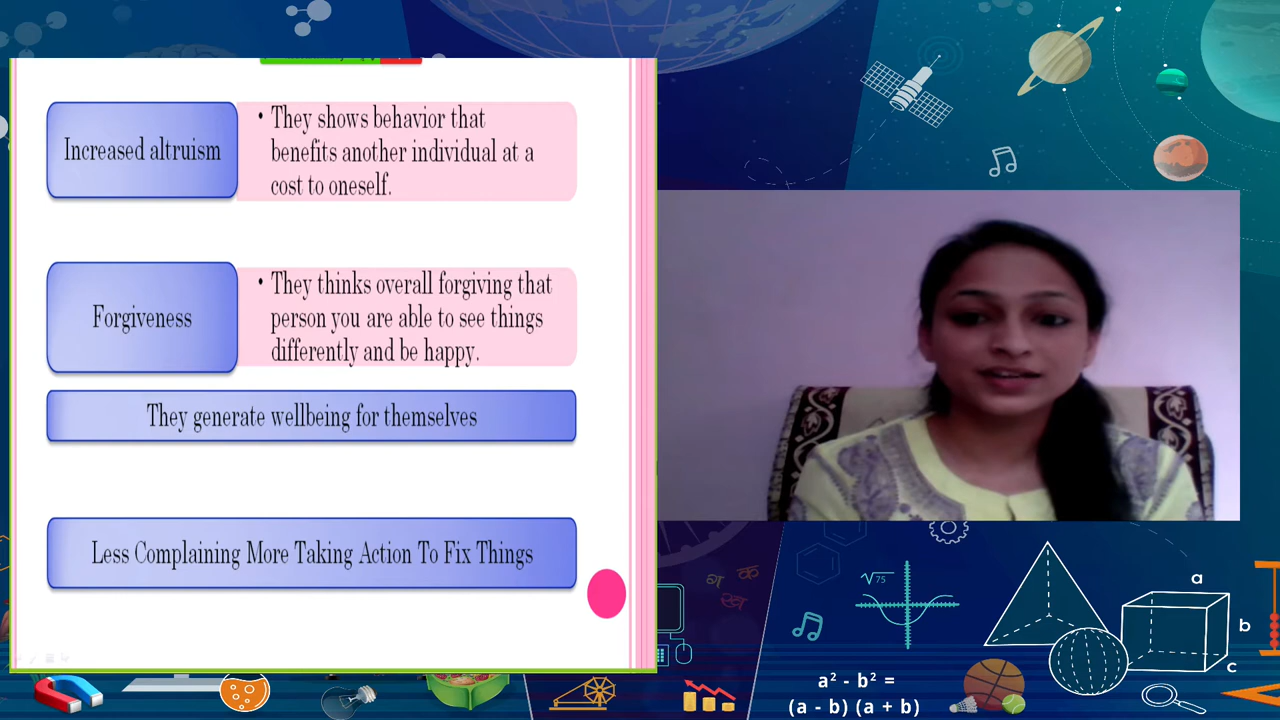 Increased altruism
• They shows behavior that
benefits another individual at a
cost to oneself.
Forgiveness
• They thinks overall forgiving that
person you are able to see things
differently and be happy.
They generate wellbeing for themselves
Less Complaining More Taking Action To Fix Things
√75
ग क
ख
a
b
c
a² - b² =
(a - b) (a + b)